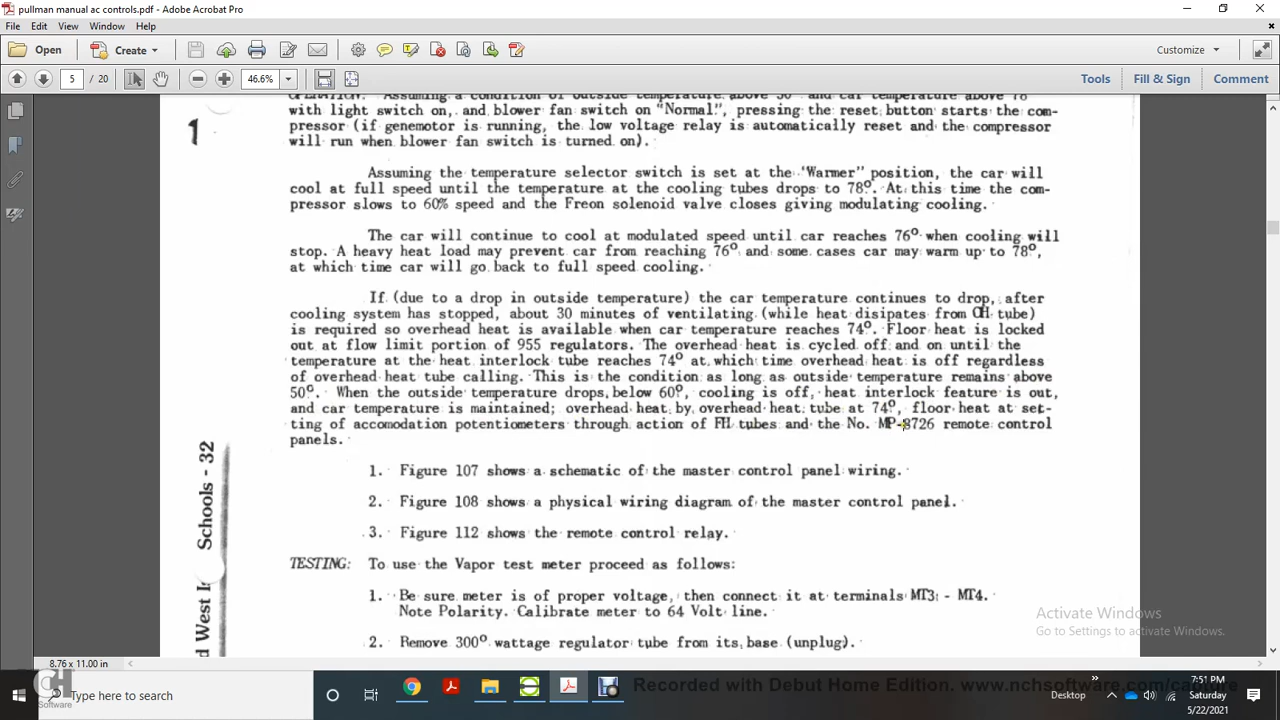 pullman manual ac controls.pdf - Adobe Acrobat Pro
File Edit View Window Help
Open Create Customize
5 / 20 46.6% Tools Fill & Sign Comment
OPERATION: Assuming a condition of outside temperature above 50° and car temperature above 78°
with light switch on, and blower fan switch on "Normal", pressing the reset button starts the com-
pressor (if genemotor is running, the low voltage relay is automatically reset and the compressor
will run when blower fan switch is turned on).
1
Assuming the temperature selector switch is set at the "Warmer" position, the car will
cool at full speed until the temperature at the cooling tubes drops to 78°. At this time the com-
pressor slows to 60% speed and the Freon solenoid valve closes giving modulating cooling.
The car will continue to cool at modulated speed until car reaches 76° when cooling will
stop. A heavy heat load may prevent car from reaching 76° and some cases car may warm up to 78°,
at which time car will go back to full speed cooling.
If (due to a drop in outside temperature) the car temperature continues to drop, after
cooling system has stopped, about 30 minutes of ventilating (while heat disipates from OH tube)
is required so overhead heat is available when car temperature reaches 74°. Floor heat is locked
out at flow limit portion of 955 regulators. The overhead heat is cycled off and on until the
temperature at the heat interlock tube reaches 74° at which time overhead heat is off regardless
of overhead heat tube calling. This is the condition as long as outside temperature remains above
50°. When the outside temperature drops below 60°, cooling is off, heat interlock feature is out,
and car temperature is maintained; overhead heat by overhead heat tube at 74°, floor heat at set-
ting of accomodation potentiometers through action of FH tubes and the No. MP-8726 remote control
panels.
1. Figure 107 shows a schematic of the master control panel wiring.
2. Figure 108 shows a physical wiring diagram of the master control panel.
3. Figure 112 shows the remote control relay.
TESTING: To use the Vapor test meter proceed as follows:
1. Be sure meter is of proper voltage, then connect it at terminals MT3 - MT4.
Note Polarity. Calibrate meter to 64 Volt line.
2. Remove 300° wattage regulator tube from its base (unplug).
d West I Schools - 32
Activate Windows
Go to Settings to activate Windows.
8.76 x 11.00 in
Type here to search
Software
Recorded with Debut Home Edition. www.nchsoftware.com/capture
Desktop
7:51 PM
Saturday
5/22/2021